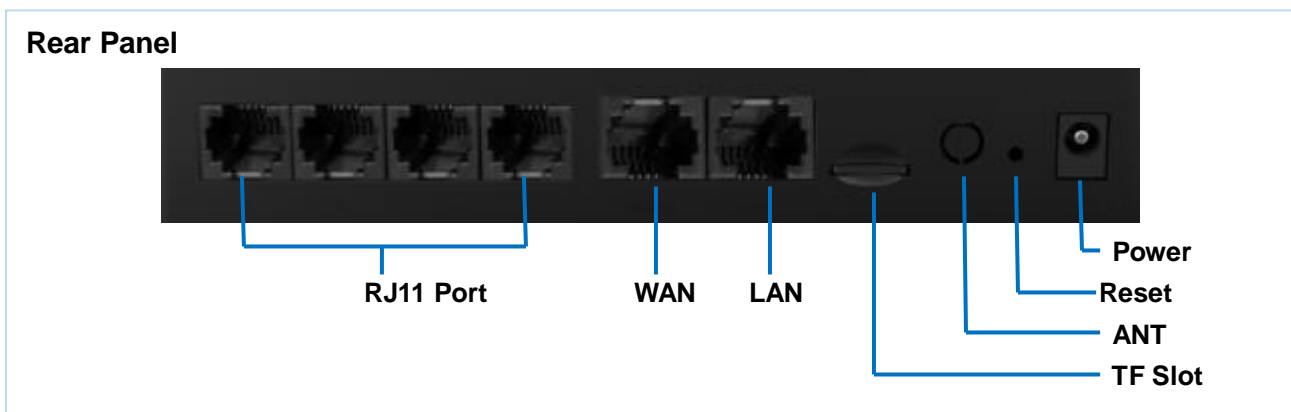 Rear Panel
Power
RJ11 Port WAN LAN Reset
ANT
TF Slot